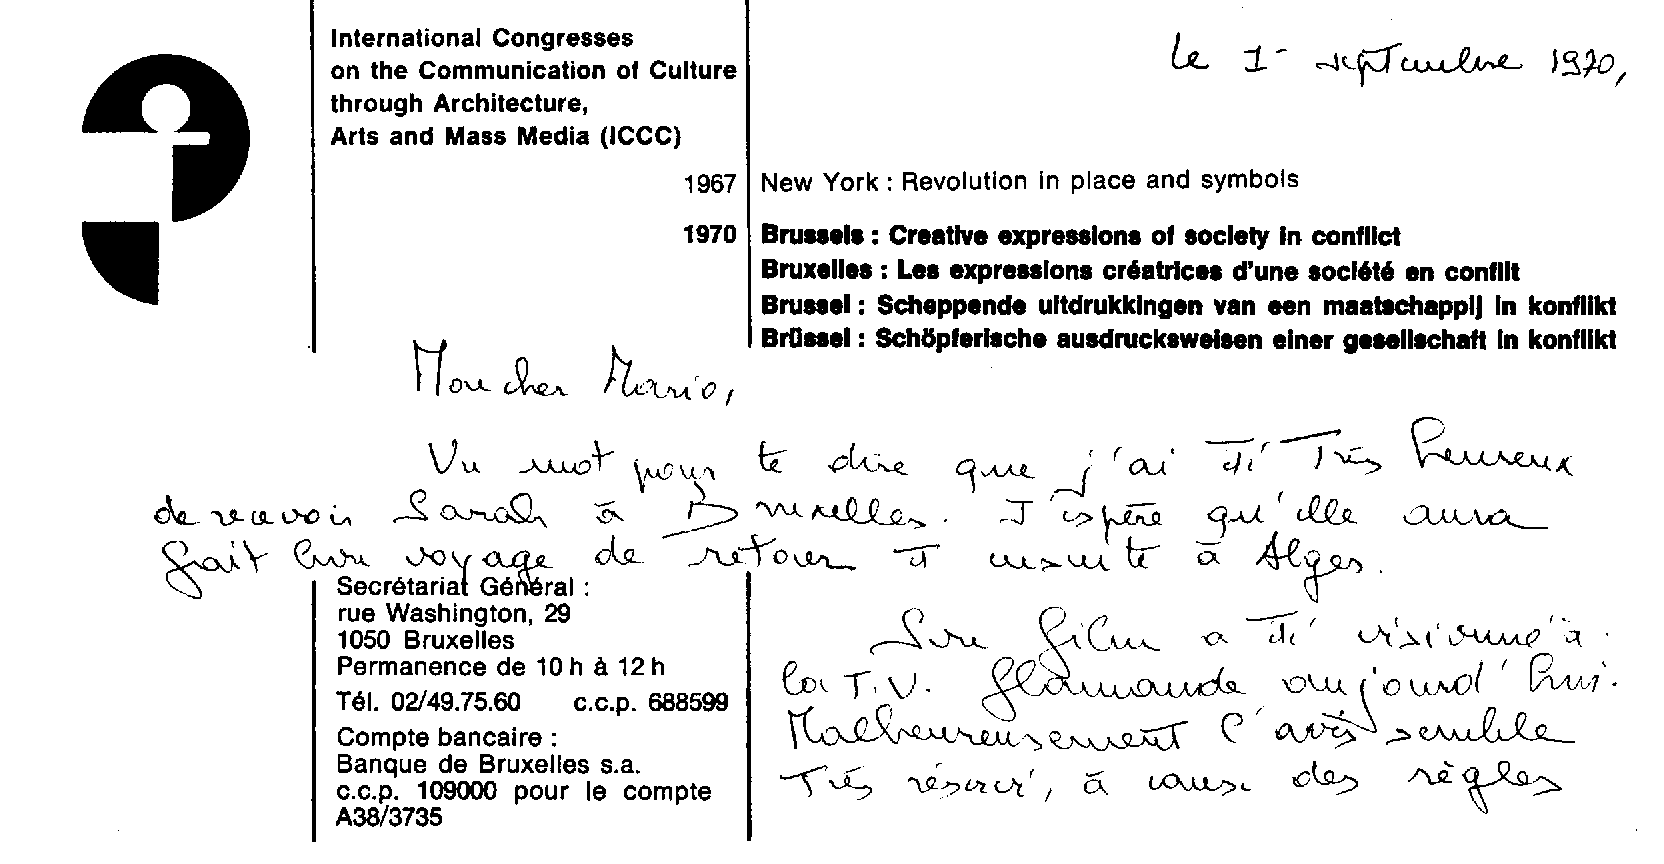 International Congresses
on the Communication of Culture
through Architecture,
Arts and Mass Media (ICCC)
le 1er septembre 1970,
1967 New York : Revolution in place and symbols
1970 Brussels : Creative expressions of society in conflict
Bruxelles : Les expressions créatrices d'une société en conflit
Brussel : Scheppende uitdrukkingen van een maatschappij in konflikt
Brüssel : Schöpferische ausdrucksweisen einer gesellschaft in konflikt
Mon cher Mario,
Un mot pour te dire que j'ai été très heureux
de recevoir Sarah à Bruxelles. J'espère qu'elle aura
fait bon voyage de retour et ensuite à Alger.
Son film a été visionné à
la T.V. flamande aujourd'hui.
Malheureusement l'avis semble
très réservé, à cause des règles
Secrétariat Général :
rue Washington, 29
1050 Bruxelles
Permanence de 10 h à 12 h
Tél. 02/49.75.60 c.c.p. 688599
Compte bancaire :
Banque de Bruxelles s.a.
c.c.p. 109000 pour le compte
A38/3735